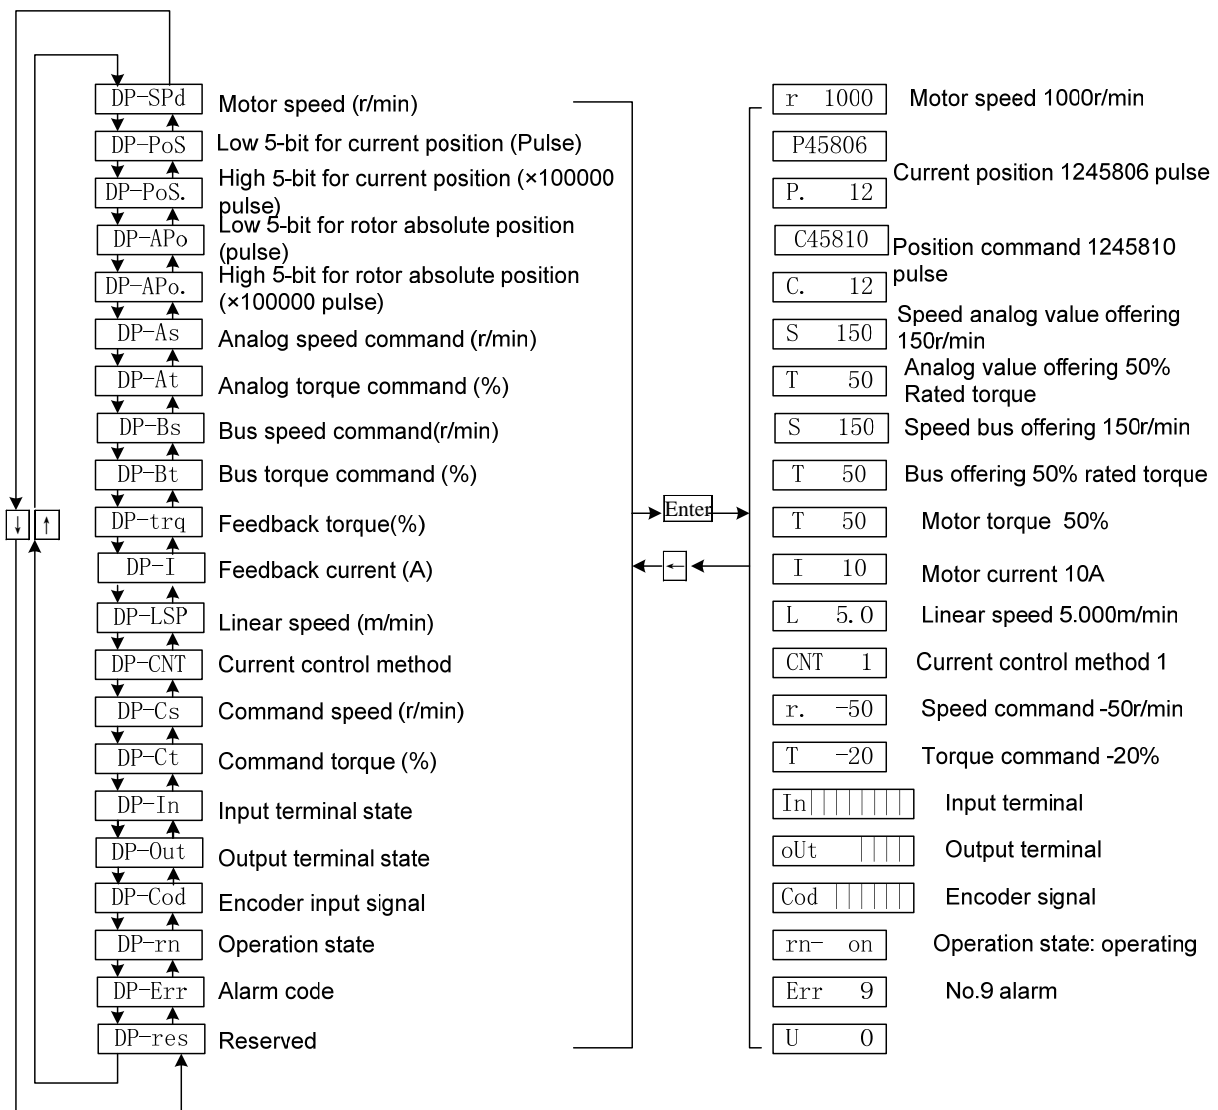 DP-SPd
Motor speed (r/min)
DP-PoS
Low 5-bit for current position (Pulse)
DP-PoS.
High 5-bit for current position (×100000
pulse)
DP-APo
Low 5-bit for rotor absolute position
(pulse)
DP-APo.
High 5-bit for rotor absolute position
(×100000 pulse)
DP-As
Analog speed command (r/min)
DP-At
Analog torque command (%)
DP-Bs
Bus speed command(r/min)
DP-Bt
Bus torque command (%)
DP-trq
Feedback torque(%)
DP-I
Feedback current (A)
DP-LSP
Linear speed (m/min)
DP-CNT
Current control method
DP-Cs
Command speed (r/min)
DP-Ct
Command torque (%)
DP-In
Input terminal state
DP-Out
Output terminal state
DP-Cod
Encoder input signal
DP-rn
Operation state
DP-Err
Alarm code
DP-res
Reserved
↓ ↑
Enter
←
r 1000
Motor speed 1000r/min
P45806
P. 12
Current position 1245806 pulse
C45810
C. 12
Position command 1245810
pulse
S 150
Speed analog value offering
150r/min
T 50
Analog value offering 50%
Rated torque
S 150
Speed bus offering 150r/min
T 50
Bus offering 50% rated torque
T 50
Motor torque 50%
I 10
Motor current 10A
L 5.0
Linear speed 5.000m/min
CNT 1
Current control method 1
r. -50
Speed command -50r/min
T -20
Torque command -20%
In
Input terminal
oUt
Output terminal
Cod
Encoder signal
rn- on
Operation state: operating
Err 9
No.9 alarm
U 0